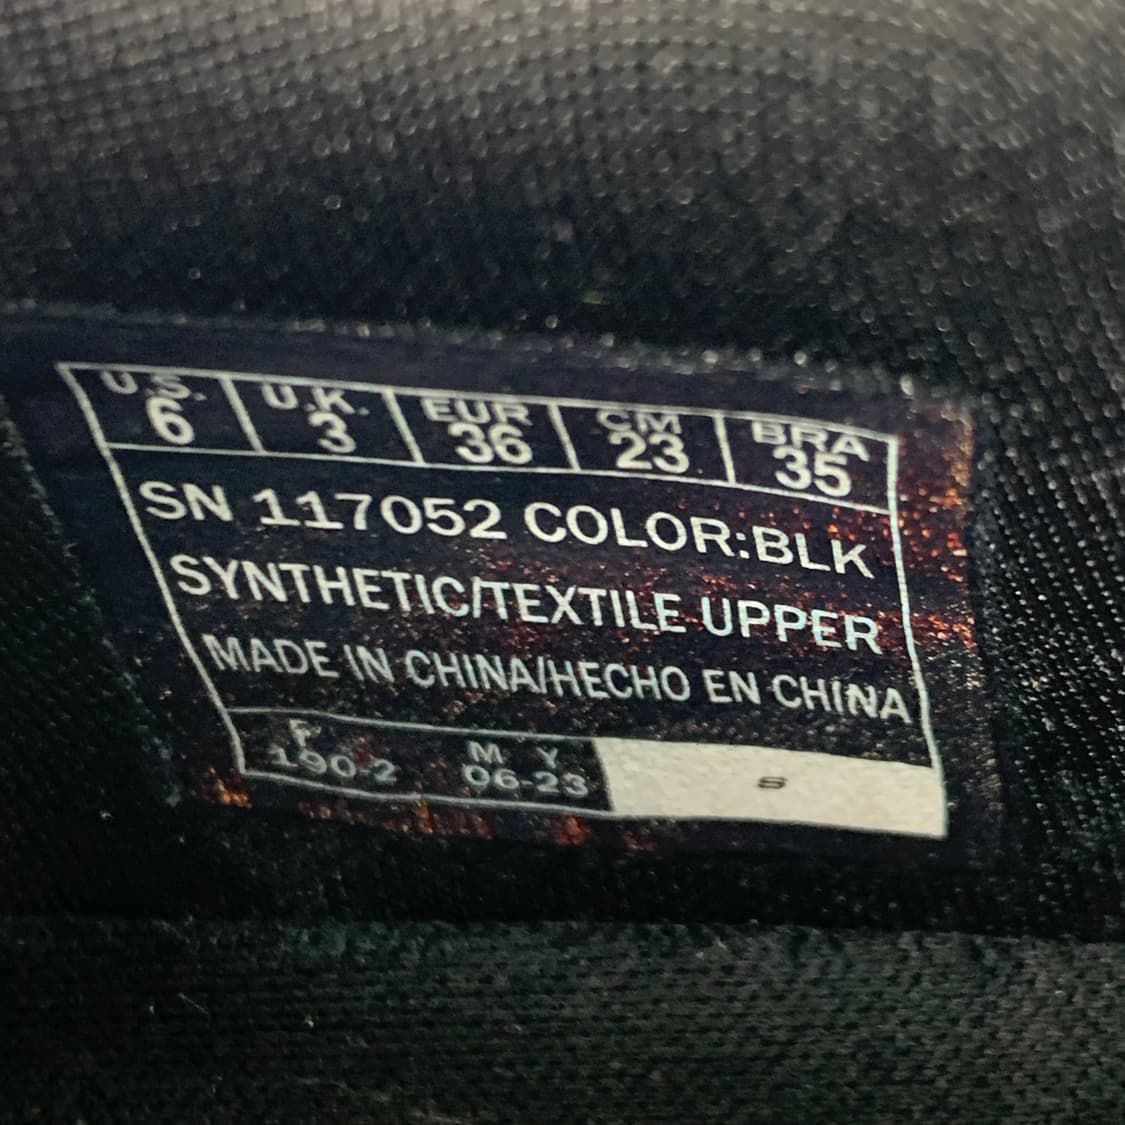 U.S. U.K. EUR CM BRA
6 3 36 23 35
SN 117052 COLOR:BLK
SYNTHETIC/TEXTILE UPPER
MADE IN CHINA/HECHO EN CHINA
F M Y
190-2 06-23